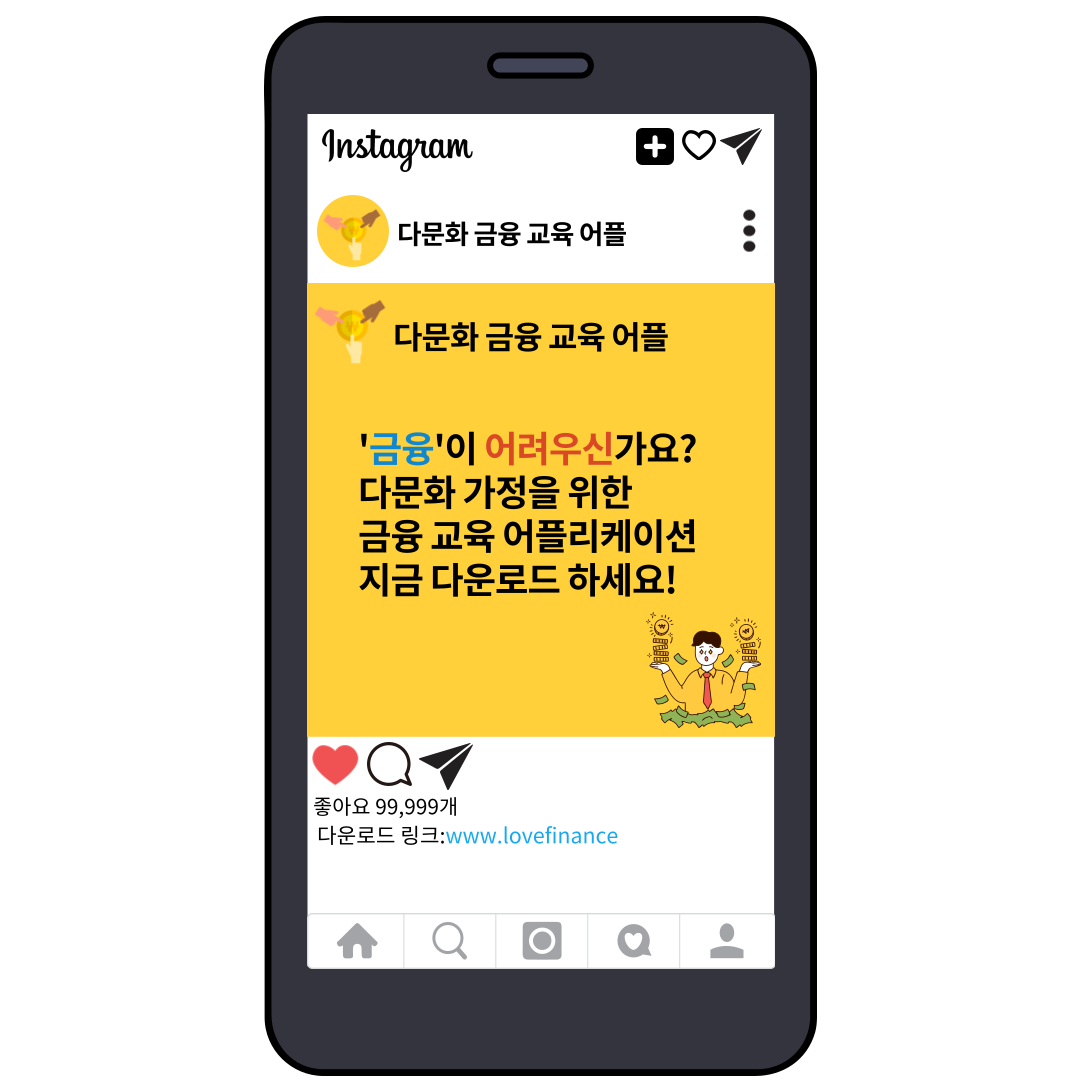 Instagram
다문화 금융 교육 어플
다문화 금융 교육 어플
'금융'이 어려우신가요?
다문화 가정을 위한
금융 교육 어플리케이션
지금 다운로드 하세요!
좋아요 99,999개
다운로드 링크:www.lovefinance